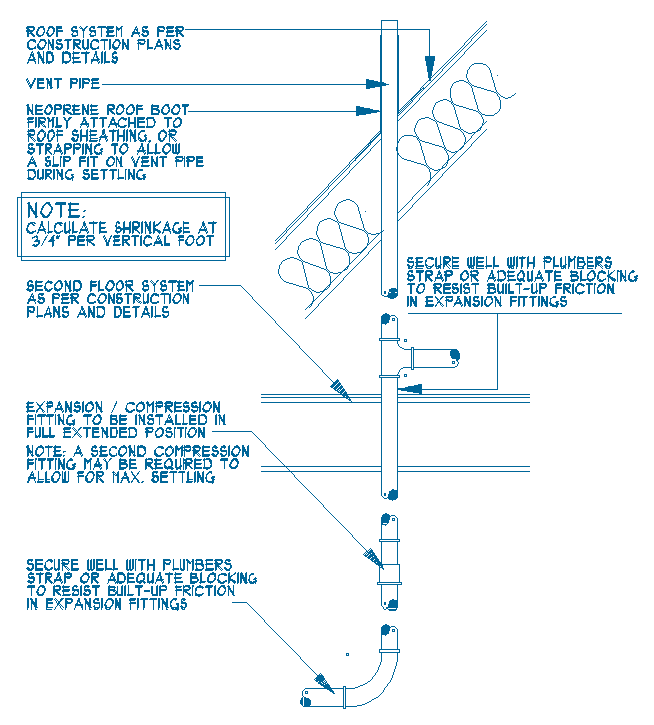 ROOF SYSTEM AS PER
CONSTRUCTION PLANS
AND DETAILS
VENT PIPE
NEOPRENE ROOF BOOT
FIRMLY ATTACHED TO
ROOF SHEATHING, OR
STRAPPING TO ALLOW
A SLIP FIT ON VENT PIPE
DURING SETTLING
NOTE:
CALCULATE SHRINKAGE AT
3/4" PER VERTICAL FOOT
SECURE WELL WITH PLUMBERS
STRAP OR ADEQUATE BLOCKING
TO RESIST BUILT-UP FRICTION
IN EXPANSION FITTINGS
SECOND FLOOR SYSTEM
AS PER CONSTRUCTION
PLANS AND DETAILS
EXPANSION / COMPRESSION
FITTING TO BE INSTALLED IN
FULL EXTENDED POSITION
NOTE: A SECOND COMPRESSION
FITTING MAY BE REQUIRED TO
ALLOW FOR MAX. SETTLING
SECURE WELL WITH PLUMBERS
STRAP OR ADEQUATE BLOCKING
TO RESIST BUILT-UP FRICTION
IN EXPANSION FITTINGS